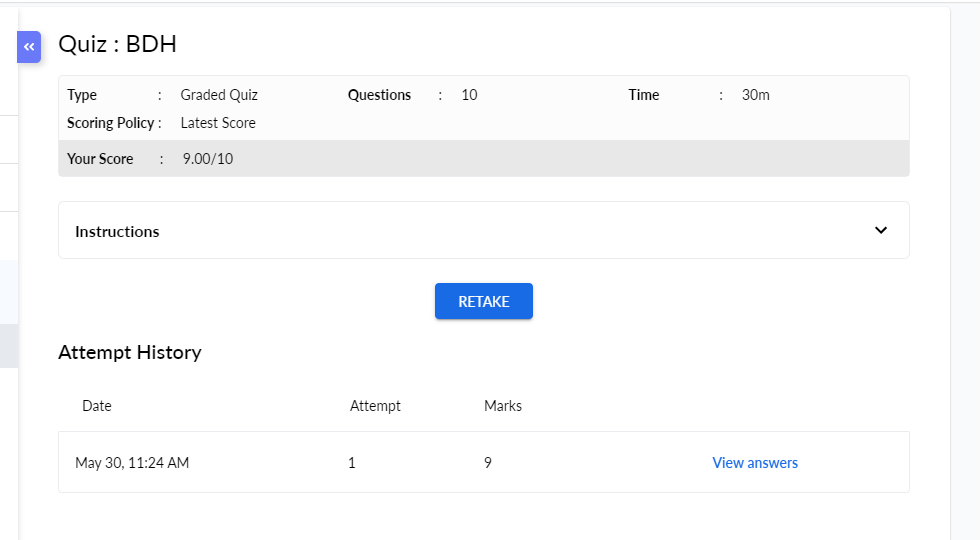 Quiz : BDH
Type : Graded Quiz Questions : 10 Time : 30m
Scoring Policy : Latest Score
Your Score : 9.00/10
Instructions
RETAKE
Attempt History
Date Attempt Marks
May 30, 11:24 AM 1 9 View answers